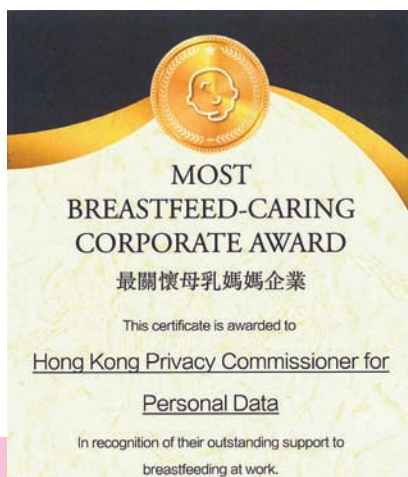 MOST
BREASTFEED-CARING
CORPORATE AWARD
最關懷母乳媽媽企業
This certificate is awarded to
Hong Kong Privacy Commissioner for
Personal Data
In recognition of their outstanding support to
breastfeeding at work.